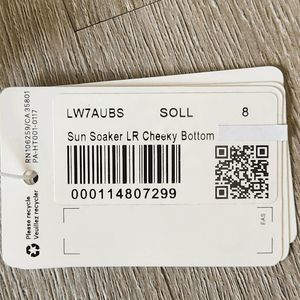 LW7AUBS SOLL 8
Sun Soaker LR Cheeky Bottom
000114807299
FAS
RN106259/CA35801
PA-HT001-0117
Please recycle
Veuillez recycler